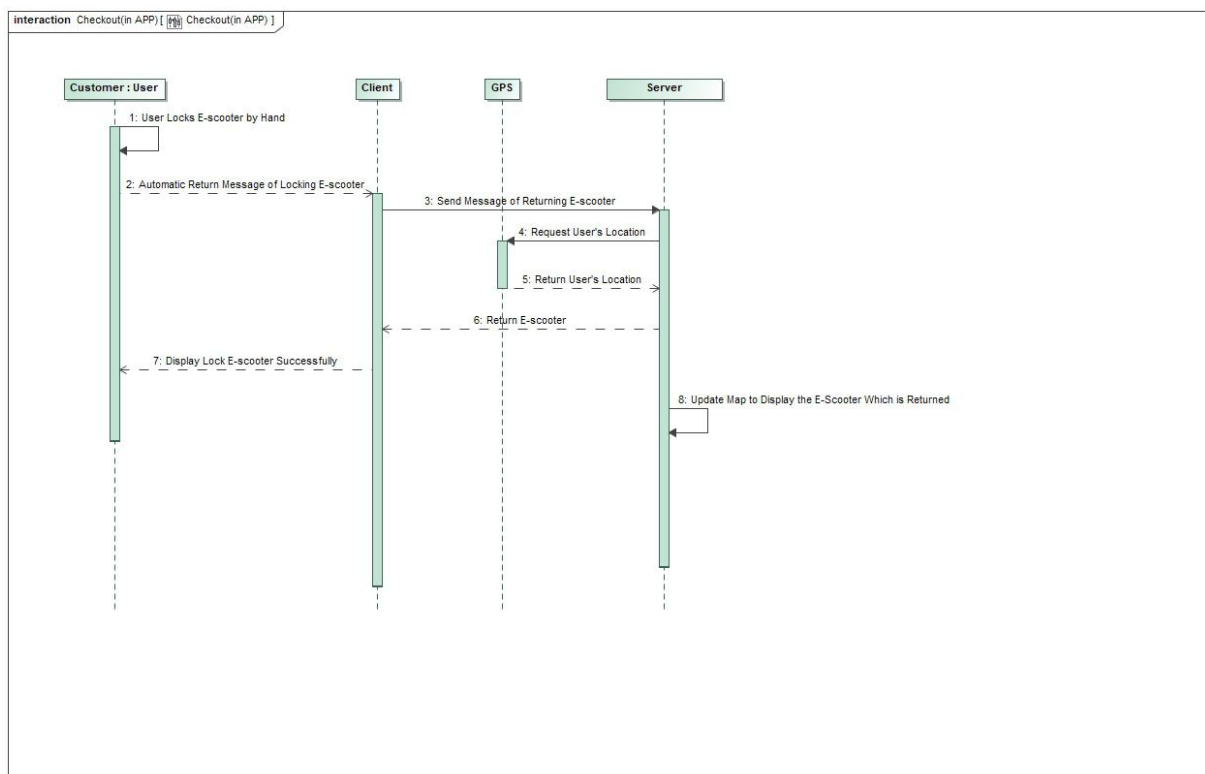 interaction Checkout(in APP) [ Checkout(in APP) ]
Customer : User
Client
GPS
Server
1: User Locks E-scooter by Hand
2: Automatic Return Message of Locking E-scooter
3: Send Message of Returning E-scooter
4: Request User's Location
5: Return User's Location
6: Return E-scooter
7: Display Lock E-scooter Successfully
8: Update Map to Display the E-Scooter Which is Returned